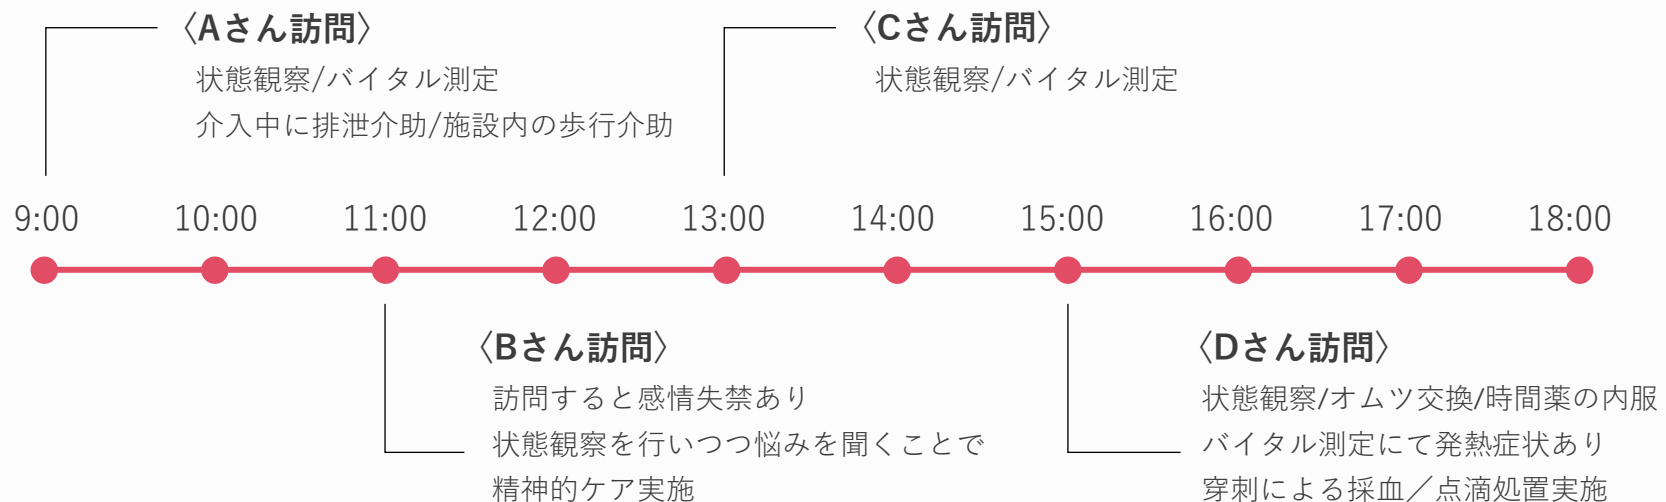 〈Aさん訪問〉
状態観察/バイタル測定
介入中に排泄介助/施設内の歩行介助
〈Cさん訪問〉
状態観察/バイタル測定
9:00 10:00 11:00 12:00 13:00 14:00 15:00 16:00 17:00 18:00
〈Bさん訪問〉
訪問すると感情失禁あり
状態観察を行いつつ悩みを聞くことで
精神的ケア実施
〈Dさん訪問〉
状態観察/オムツ交換/時間薬の内服
バイタル測定にて発熱症状あり
穿刺による採血／点滴処置実施